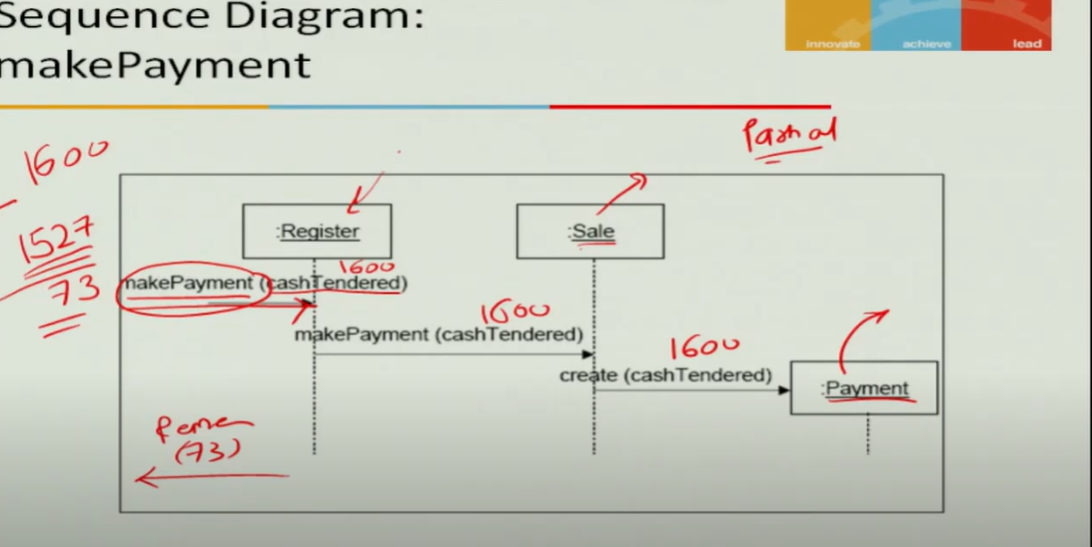 Sequence Diagram:
makePayment
innovate achieve lead
Partial
1600
1527
73
:Register
:Sale
1600
makePayment (cashTendered)
1600
makePayment (cashTendered)
1600
create (cashTendered)
:Payment
(73)